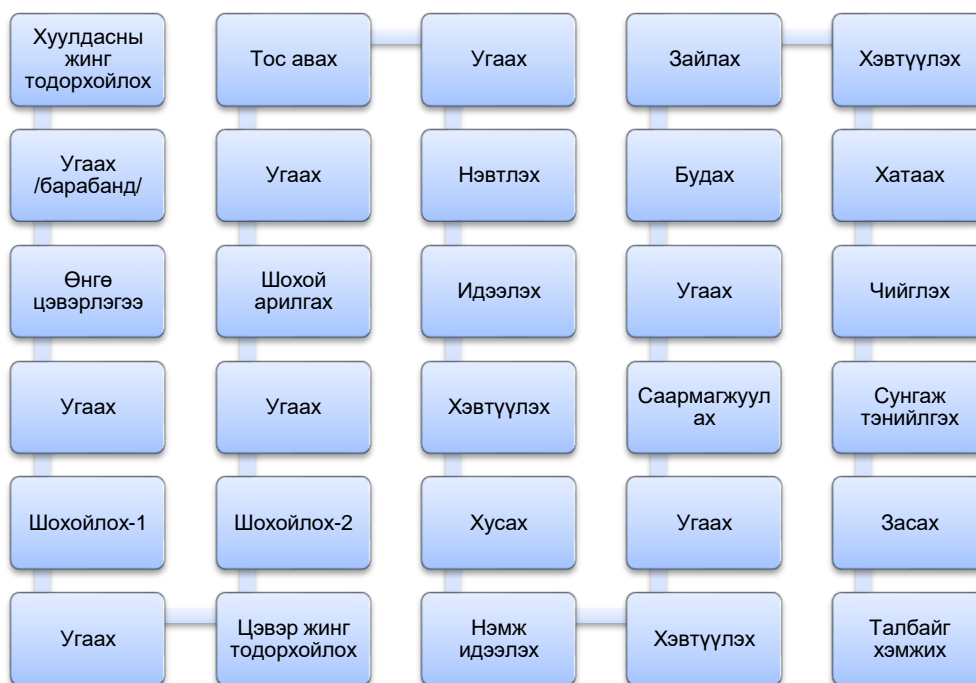 Хуулдасны
жинг
тодорхойлох
Угаах
/барабанд/
Өнгө
цэвэрлэгээ
Угаах
Шохойлох-1
Угаах
Цэвэр жинг
тодорхойлох
Шохойлох-2
Угаах
Шохой
арилгах
Угаах
Тос авах
Угаах
Нэвтлэх
Идээлэх
Хэвтүүлэх
Хусах
Нэмж
идээлэх
Хэвтүүлэх
Угаах
Саармагжуул
ах
Угаах
Будах
Зайлах
Хэвтүүлэх
Хатаах
Чийглэх
Сунгаж
тэнийлгэх
Засах
Талбайг
хэмжих